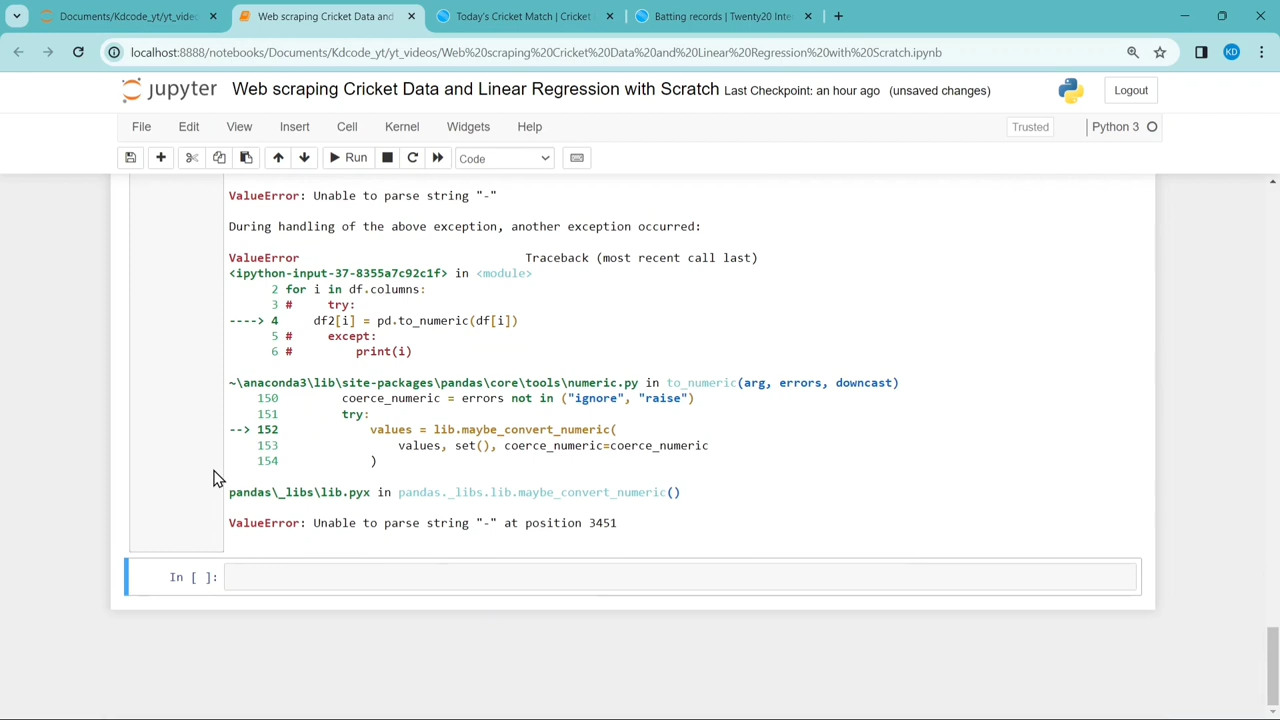 Documents/Kdcode_yt/yt_videc
Web scraping Cricket Data and
Today's Cricket Match | Cricket
Batting records | Twenty20 Inte
localhost:8888/notebooks/Documents/Kdcode_yt/yt_videos/Web%20scraping%20Cricket%20Data%20and%20Linear%20Regression%20with%20Scratch.ipynb
KD
jupyter Web scraping Cricket Data and Linear Regression with Scratch Last Checkpoint: an hour ago (unsaved changes)
Logout
File Edit View Insert Cell Kernel Widgets Help
Trusted
Python 3
Run
Code
ValueError: Unable to parse string "-"
During handling of the above exception, another exception occurred:
ValueError Traceback (most recent call last)
<ipython-input-37-8355a7c92c1f> in <module>
2 for i in df.columns:
3 # try:
----> 4 df2[i] = pd.to_numeric(df[i])
5 # except:
6 # print(i)
~\anaconda3\lib\site-packages\pandas\core\tools\numeric.py in to_numeric(arg, errors, downcast)
150 coerce_numeric = errors not in ("ignore", "raise")
151 try:
--> 152 values = lib.maybe_convert_numeric(
153 values, set(), coerce_numeric=coerce_numeric
154 )
pandas\_libs\lib.pyx in pandas._libs.lib.maybe_convert_numeric()
ValueError: Unable to parse string "-" at position 3451
In [ ]: